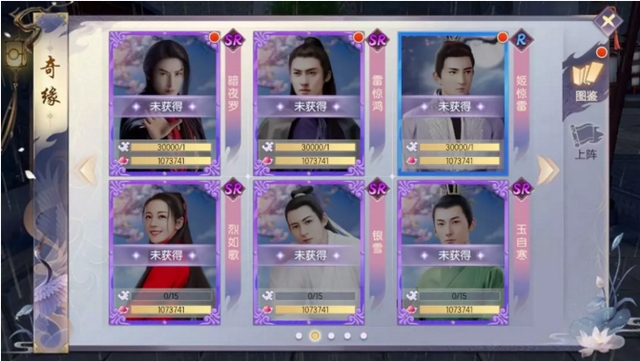 奇缘
SR
暗夜罗
未获得
30000/1
1073741
SR
雷惊鸿
未获得
30000/1
1073741
R
姬惊雷
未获得
30000/1
1073741
SR
烈如歌
未获得
0/15
1073741
SR
银雪
未获得
0/15
1073741
SR
玉自寒
未获得
0/15
1073741
图鉴
上阵